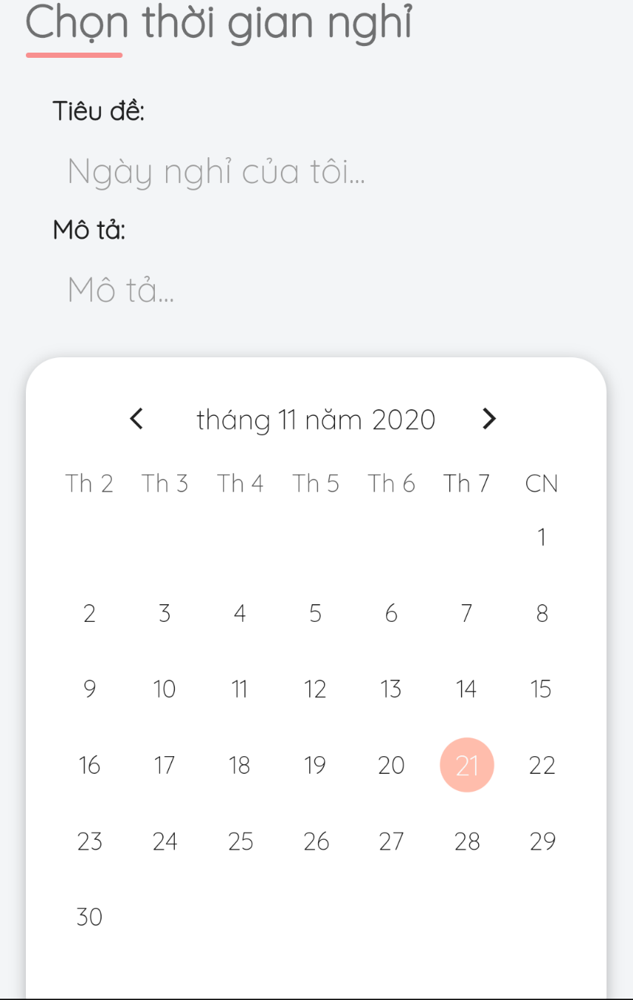 Chọn thời gian nghỉ
Tiêu đề:
Ngày nghỉ của tôi...
Mô tả:
Mô tả...
tháng 11 năm 2020
Th 2 Th 3 Th 4 Th 5 Th 6 Th 7 CN
1
2 3 4 5 6 7 8
9 10 11 12 13 14 15
16 17 18 19 20 21 22
23 24 25 26 27 28 29
30